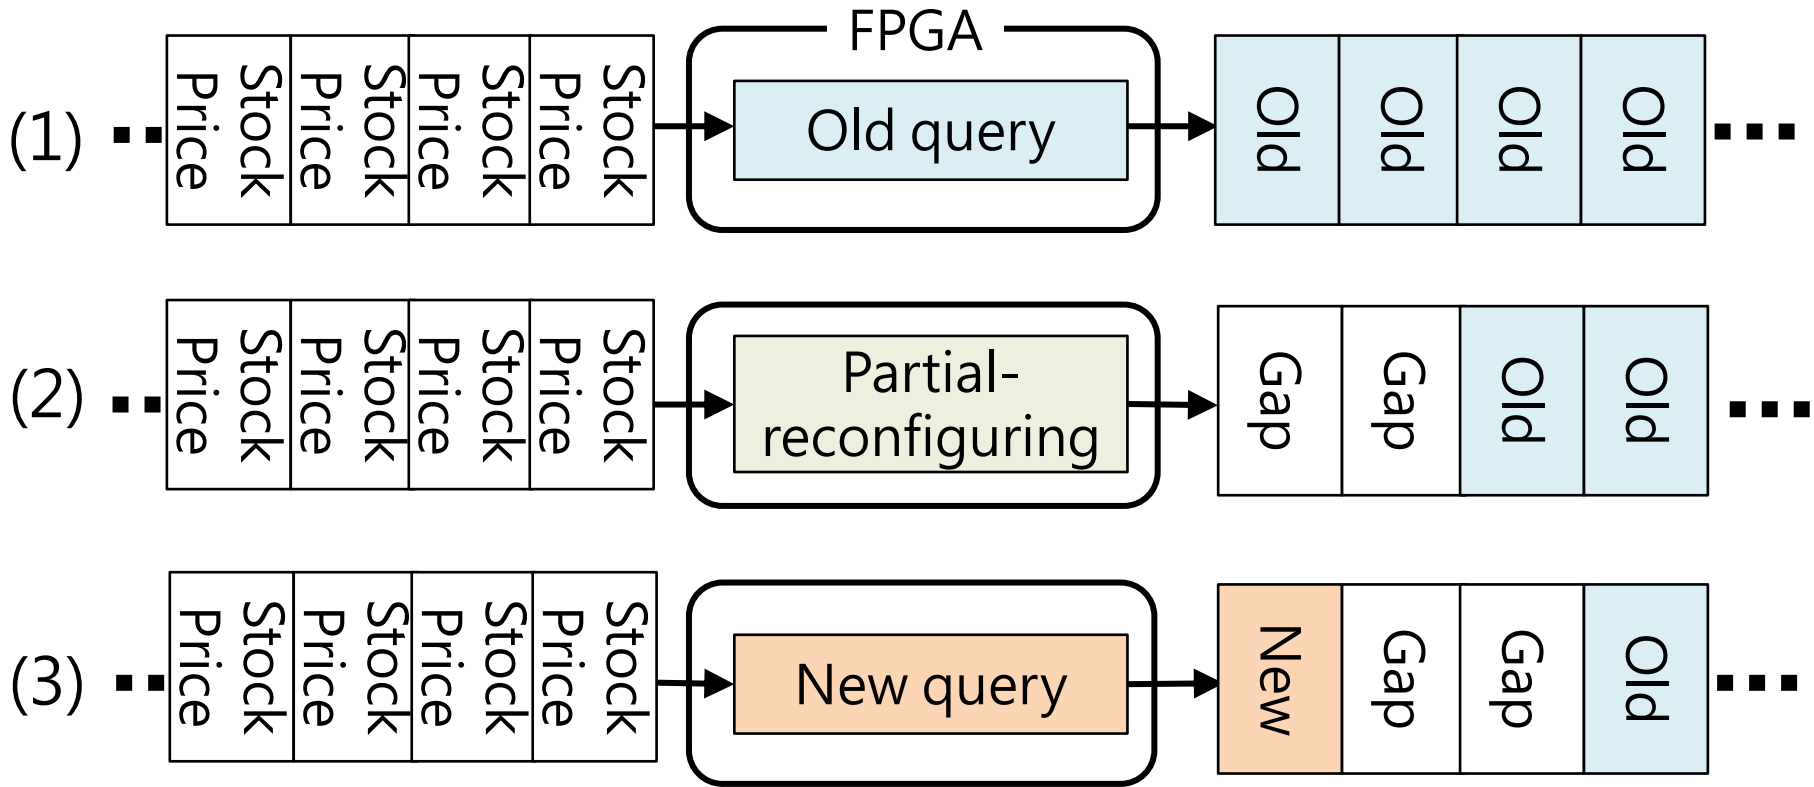 FPGA
(1)
Stock
Price
Stock
Price
Stock
Price
Stock
Price
Old query
Old
Old
Old
Old
(2)
Stock
Price
Stock
Price
Stock
Price
Stock
Price
Partial-
reconfiguring
Gap
Gap
Old
Old
(3)
Stock
Price
Stock
Price
Stock
Price
Stock
Price
New query
New
Gap
Gap
Old